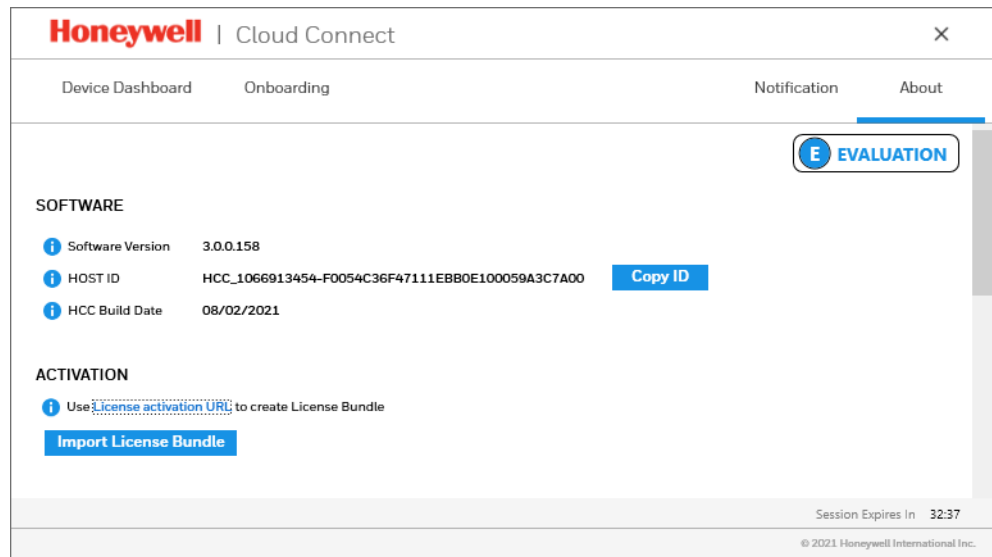 Honeywell | Cloud Connect
Device Dashboard Onboarding Notification About
E EVALUATION
SOFTWARE
Software Version 3.0.0.158
HOST ID HCC_1066913454-F0054C36F47111EBB0E100059A3C7A00 Copy ID
HCC Build Date 08/02/2021
ACTIVATION
Use License activation URL to create License Bundle
Import License Bundle
Session Expires In 32:37
© 2021 Honeywell International Inc.